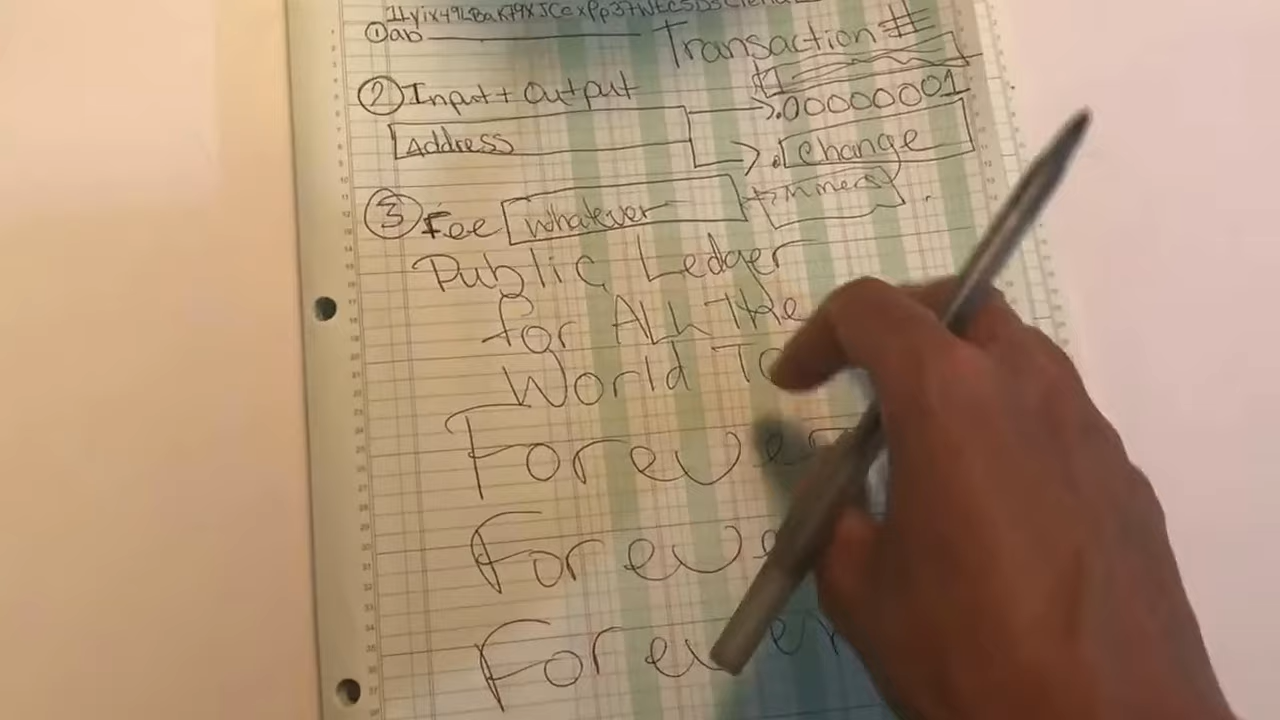 ① ab Transaction #
② Input + Output
.00000001
Address
. Change
③ Fee Whatever → Miners
Public Ledger
for ALL The
World To
Forever
Forever
Forever